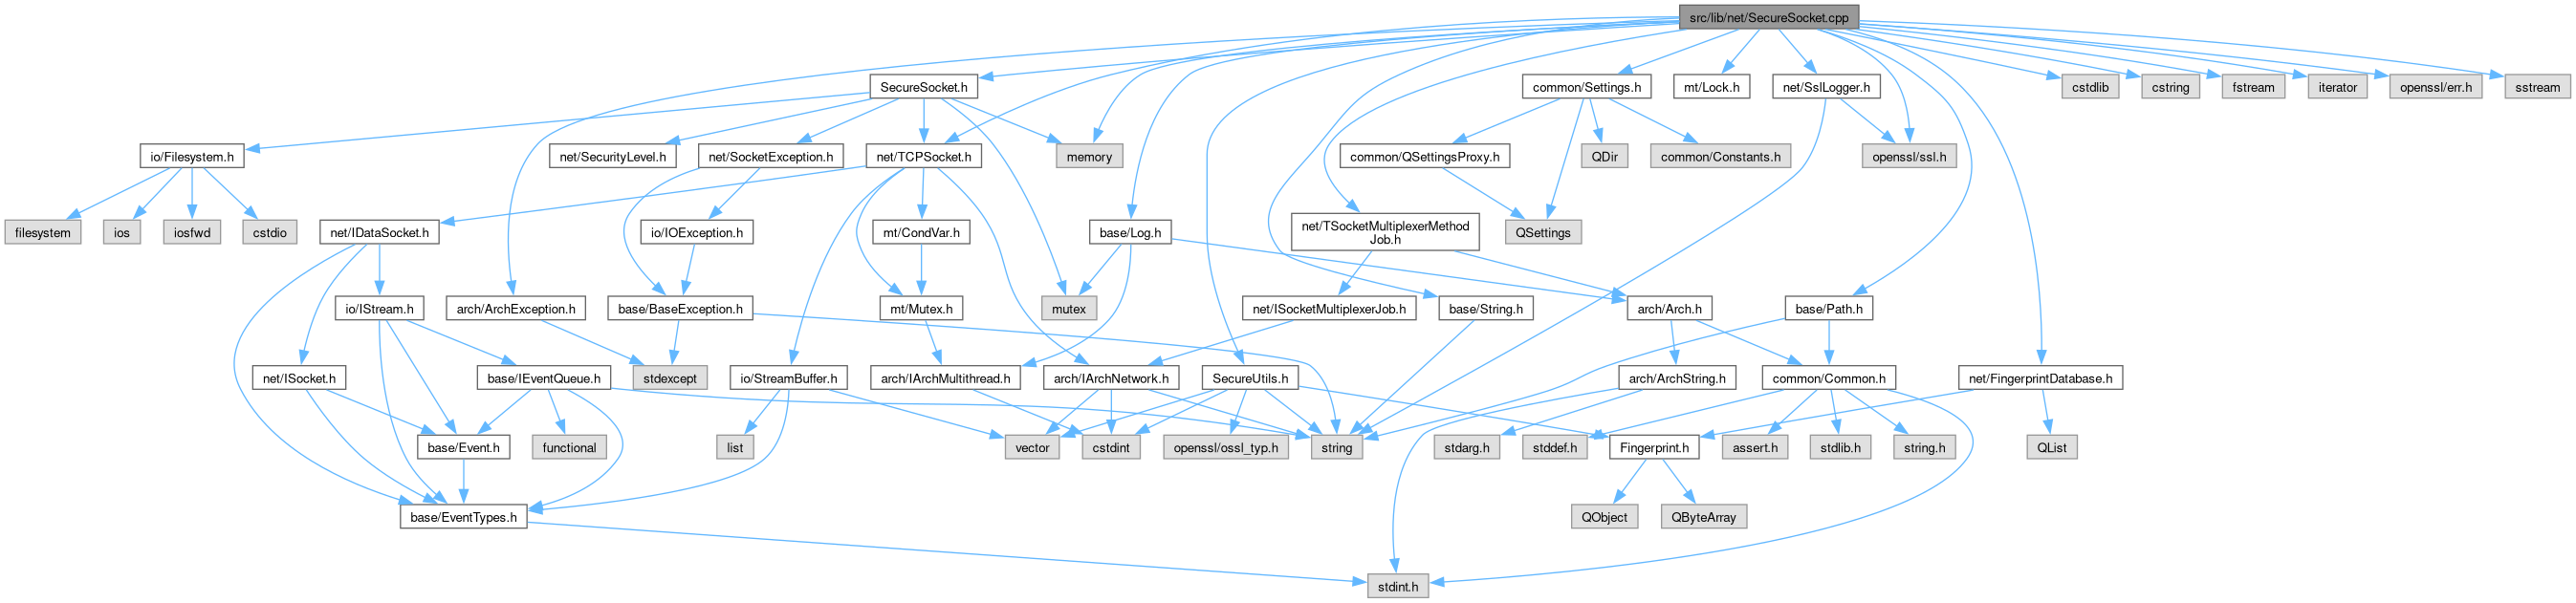 src/lib/net/SecureSocket.cpp
SecureSocket.h
common/Settings.h
mt/Lock.h
net/SslLogger.h
cstdlib
cstring
fstream
iterator
openssl/err.h
sstream
io/Filesystem.h
net/SecurityLevel.h
net/SocketException.h
net/TCPSocket.h
memory
common/QSettingsProxy.h
QDir
common/Constants.h
openssl/ssl.h
filesystem
ios
iosfwd
cstdio
net/IDataSocket.h
io/IOException.h
mt/CondVar.h
base/Log.h
net/TSocketMultiplexerMethod
Job.h
QSettings
io/IStream.h
arch/ArchException.h
base/BaseException.h
mt/Mutex.h
mutex
net/ISocketMultiplexerJob.h
base/String.h
arch/Arch.h
base/Path.h
net/ISocket.h
base/IEventQueue.h
stdexcept
io/StreamBuffer.h
arch/IArchMultithread.h
arch/IArchNetwork.h
SecureUtils.h
arch/ArchString.h
common/Common.h
net/FingerprintDatabase.h
base/Event.h
functional
list
vector
cstdint
openssl/ossl_typ.h
string
stdarg.h
stddef.h
Fingerprint.h
assert.h
stdlib.h
string.h
QList
base/EventTypes.h
QObject
QByteArray
stdint.h